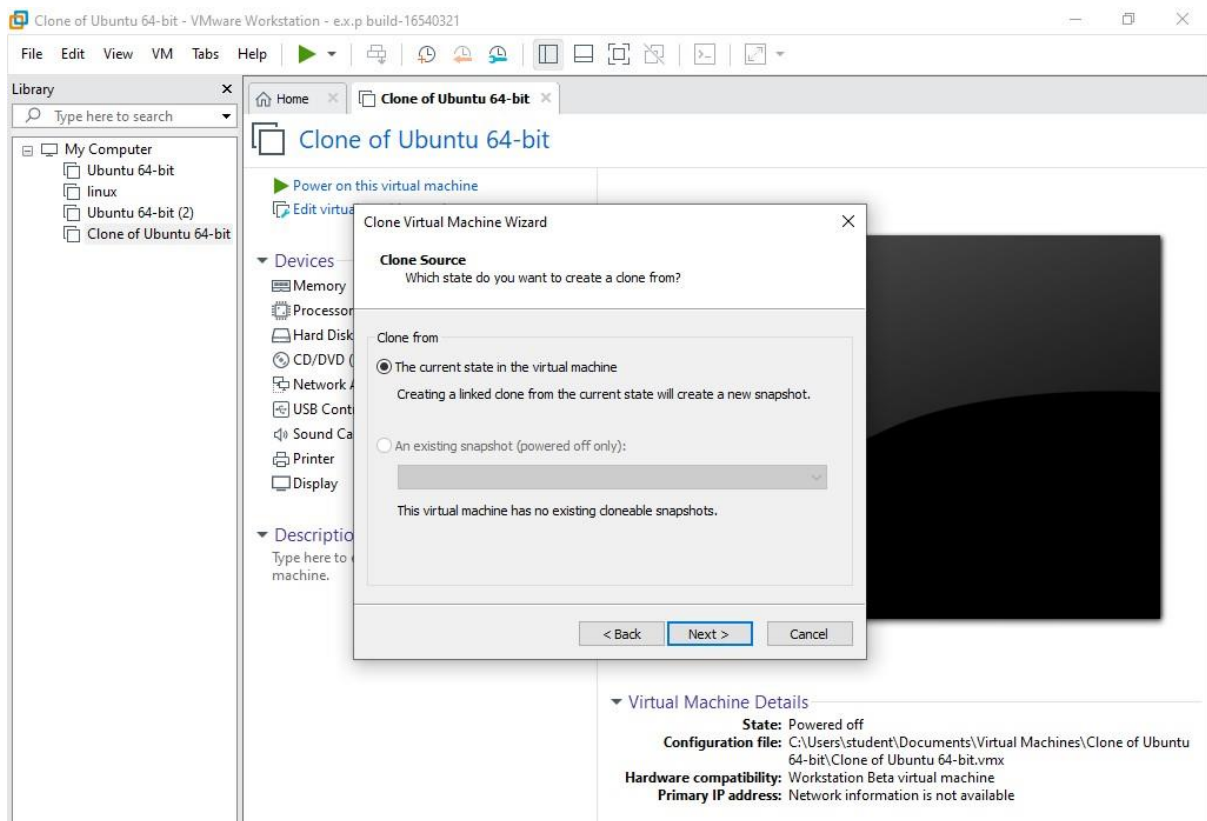 Clone of Ubuntu 64-bit - VMware Workstation - e.x.p build-16540321
File Edit View VM Tabs Help
Library
Type here to search
My Computer
Ubuntu 64-bit
linux
Ubuntu 64-bit (2)
Clone of Ubuntu 64-bit
Home
Clone of Ubuntu 64-bit
Clone of Ubuntu 64-bit
Power on this virtual machine
Edit virtua
Devices
Memory
Processor
Hard Disk
CD/DVD (
Network A
USB Conti
Sound Ca
Printer
Display
Descriptio
Type here to
machine.
Clone Virtual Machine Wizard
Clone Source
Which state do you want to create a clone from?
Clone from
The current state in the virtual machine
Creating a linked clone from the current state will create a new snapshot.
An existing snapshot (powered off only):
This virtual machine has no existing cloneable snapshots.
< Back Next > Cancel
Virtual Machine Details
State: Powered off
Configuration file: C:\Users\student\Documents\Virtual Machines\Clone of Ubuntu
64-bit\Clone of Ubuntu 64-bit.vmx
Hardware compatibility: Workstation Beta virtual machine
Primary IP address: Network information is not available